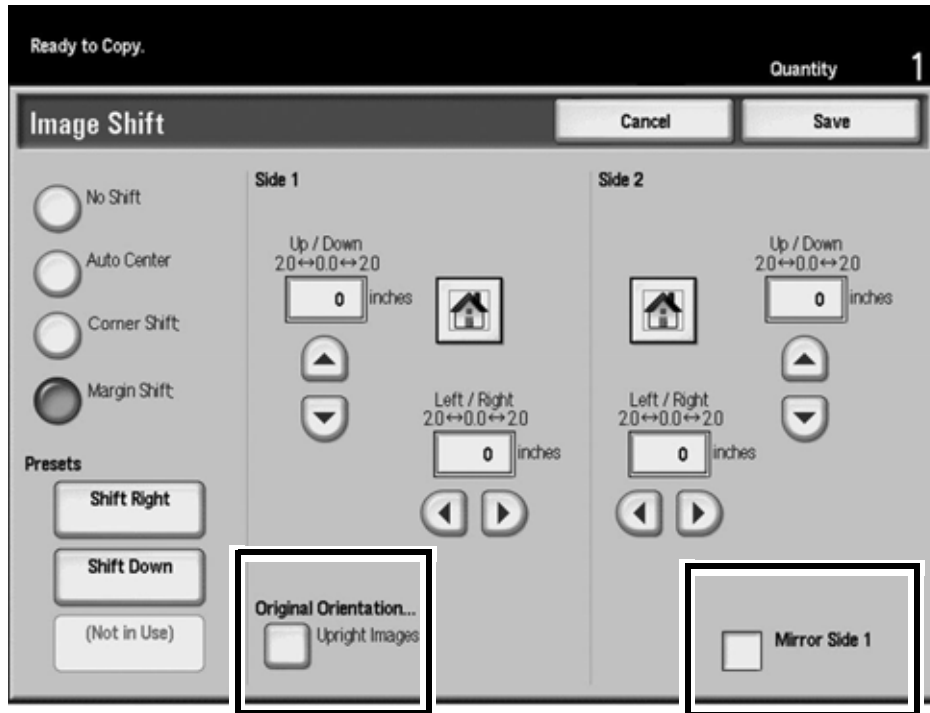 Ready to Copy.
Quantity 1
Image Shift
Cancel
Save
No Shift
Auto Center
Corner Shift
Margin Shift
Presets
Shift Right
Shift Down
(Not in Use)
Side 1
Up / Down
2.0↔0.0↔2.0
0 inches
Left / Right
2.0↔0.0↔2.0
0 inches
Original Orientation...
Upright Images
Side 2
Up / Down
2.0↔0.0↔2.0
0 inches
Left / Right
2.0↔0.0↔2.0
0 inches
Mirror Side 1